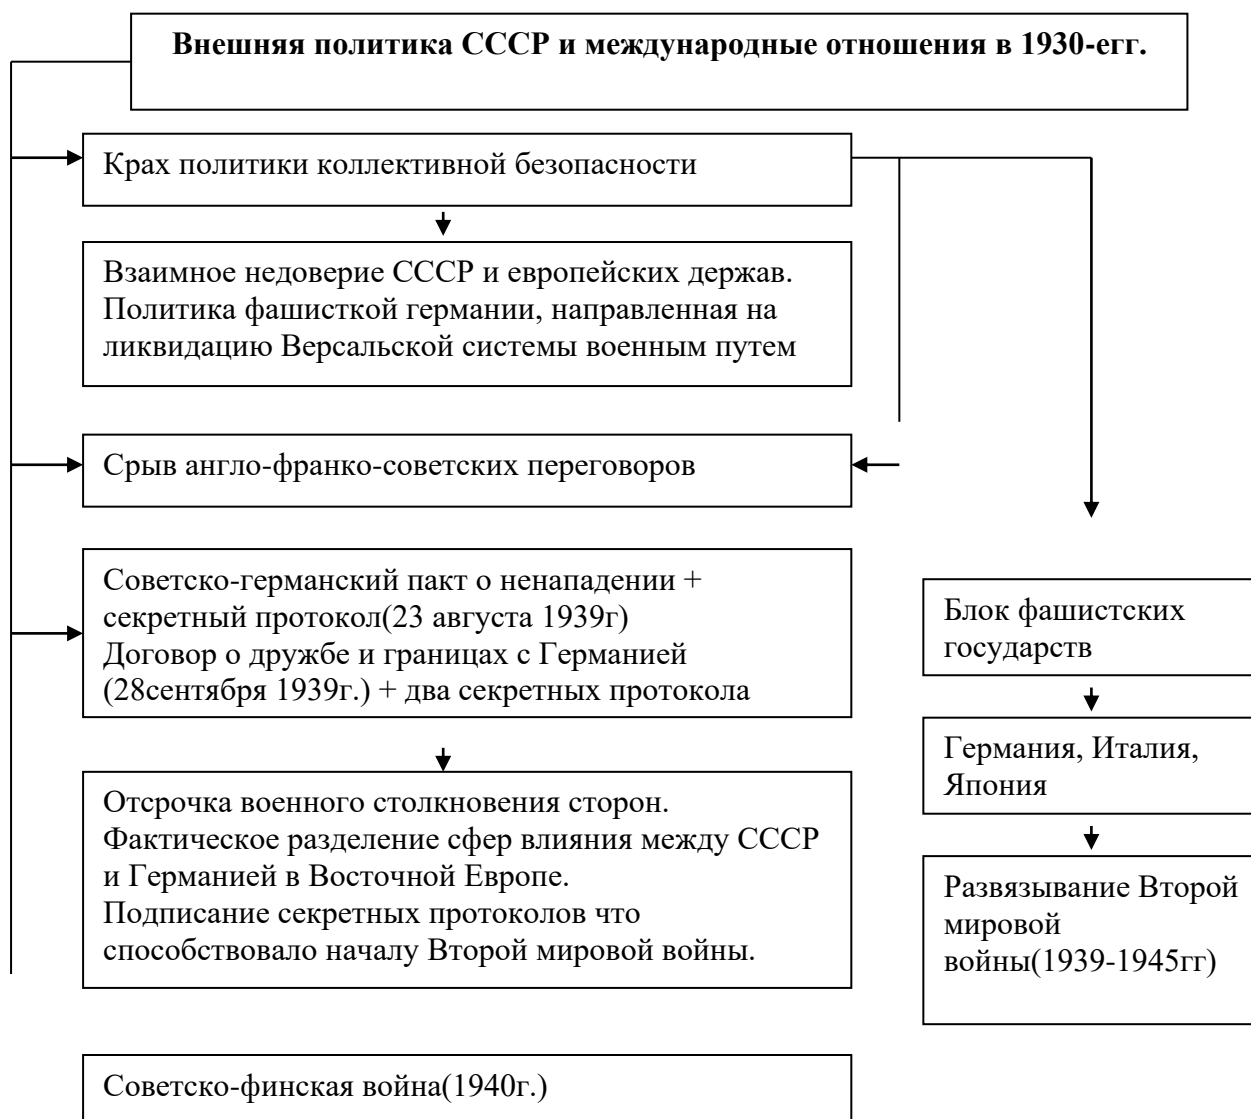 Внешняя политика СССР и международные отношения в 1930-егг.
Крах политики коллективной безопасности
Взаимное недоверие СССР и европейских держав.
Политика фашисткой германии, направленная на
ликвидацию Версальской системы военным путем
Срыв англо-франко-советских переговоров
Советско-германский пакт о ненападении +
секретный протокол(23 августа 1939г)
Договор о дружбе и границах с Германией
(28сентября 1939г.) + два секретных протокола
Отсрочка военного столкновения сторон.
Фактическое разделение сфер влияния между СССР
и Германией в Восточной Европе.
Подписание секретных протоколов что
способствовало началу Второй мировой войны.
Советско-финская война(1940г.)
Блок фашистских
государств
Германия, Италия,
Япония
Развязывание Второй
мировой
войны(1939-1945гг)